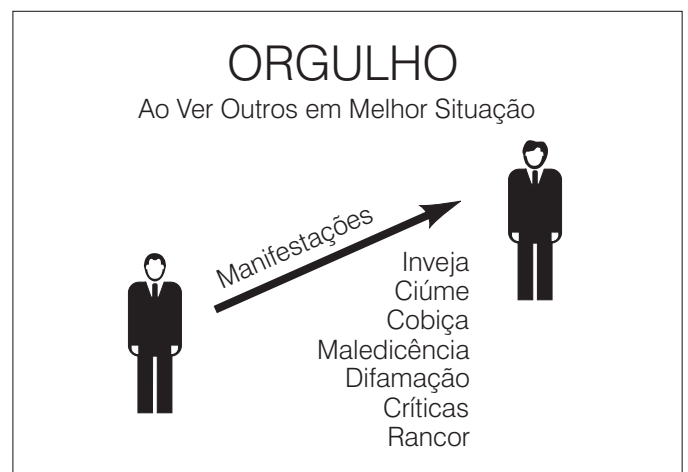 ORGULHO
Ao Ver Outros em Melhor Situação
Manifestações
Inveja
Ciúme
Cobiça
Maledicência
Difamação
Críticas
Rancor